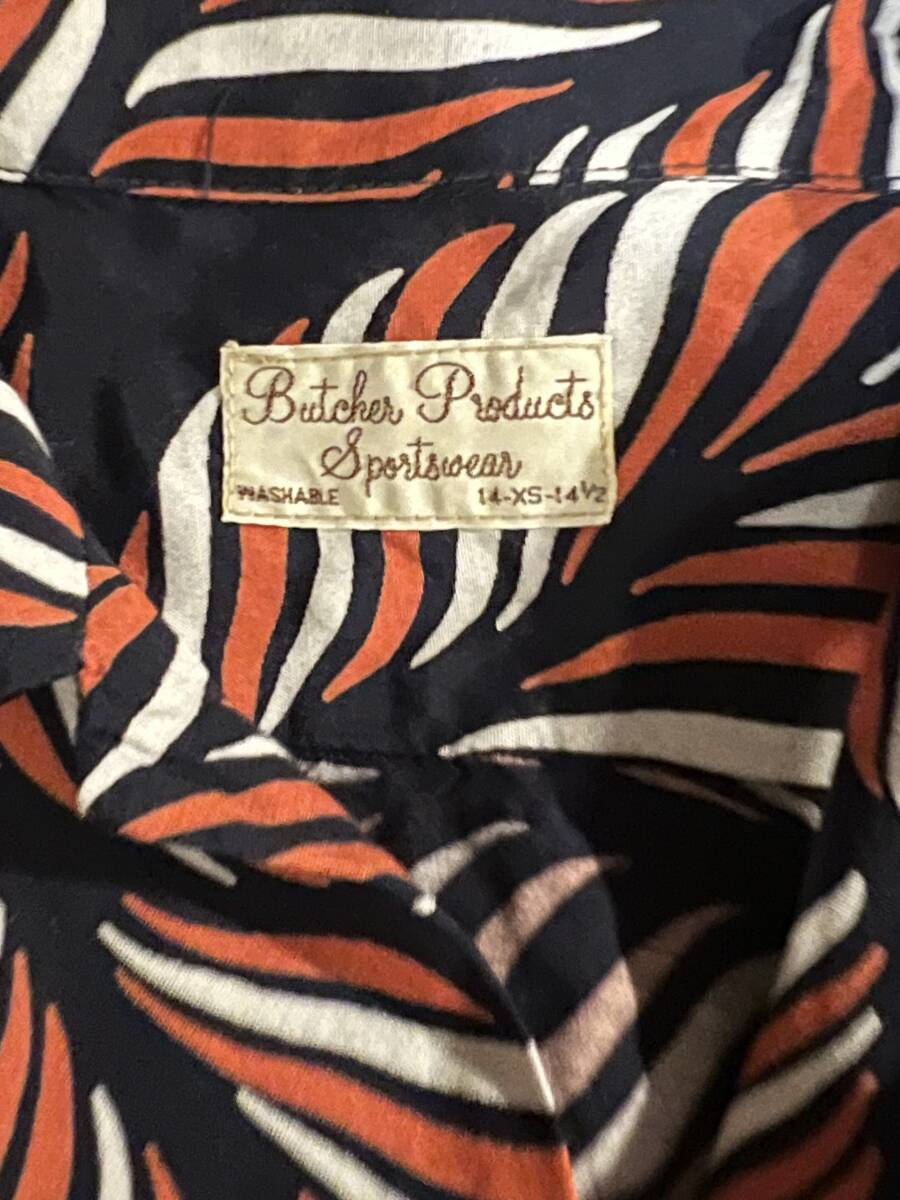 Butcher Products
Sportswear
WASHABLE 14-XS-14½